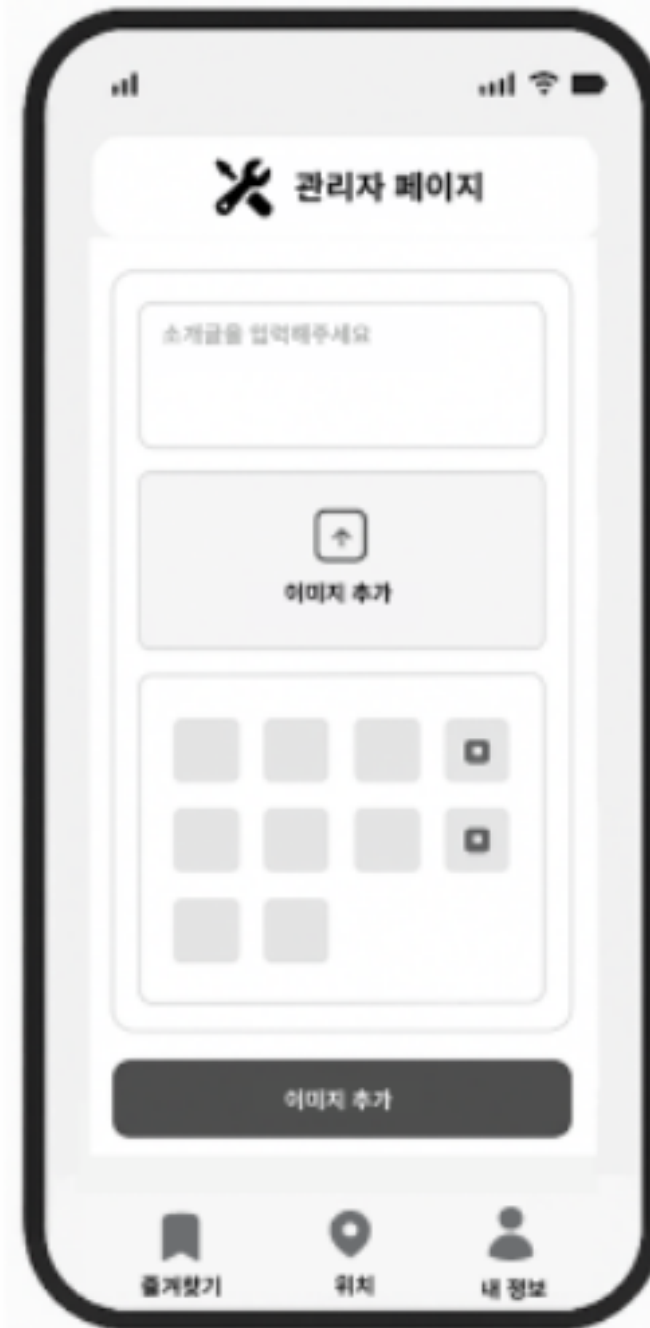 관리자 페이지
소개글을 입력해주세요
이미지 추가
이미지 추가
즐겨찾기
위치
내 정보